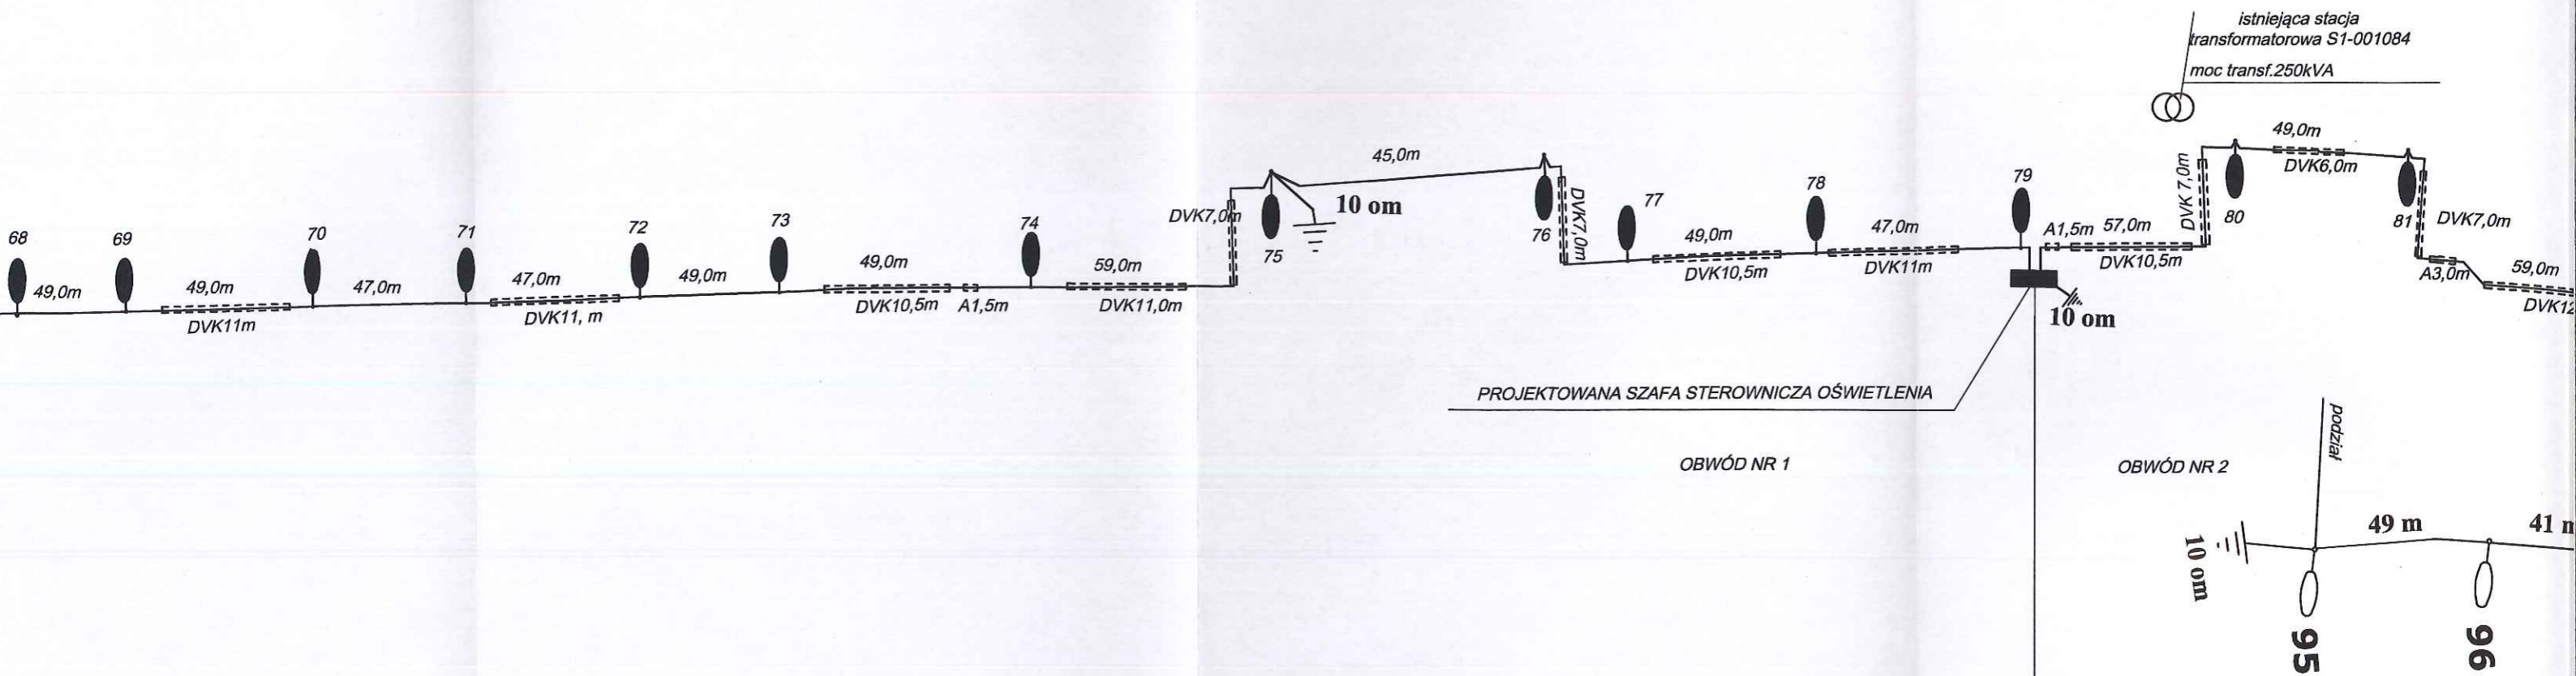 istniejąca stacja
transformatorowa S1-001084
moc transf.250kVA
68
49,0m
69
49,0m
DVK11m
70
47,0m
71
47,0m
DVK11, m
72
49,0m
73
49,0m
DVK10,5m
A1,5m
74
59,0m
DVK11,0m
DVK7,0m
75
10 om
45,0m
76
DVK7,0m
77
49,0m
DVK10,5m
78
47,0m
DVK11m
79
A1,5m
57,0m
DVK10,5m
10 om
DVK 7,0m
80
49,0m
DVK6,0m
81
DVK7,0m
A3,0m
59,0m
DVK12
PROJEKTOWANA SZAFA STEROWNICZA OŚWIETLENIA
OBWÓD NR 1
OBWÓD NR 2
podział
10 om
49 m
41
95
96